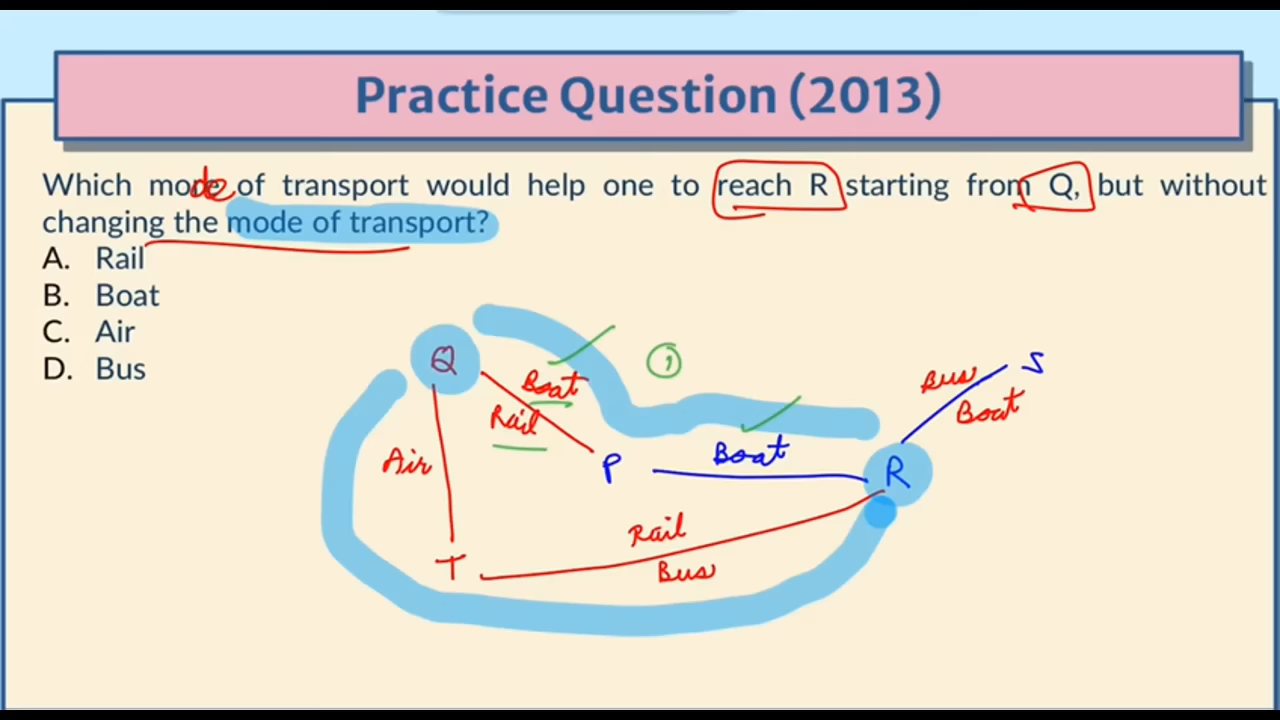 Practice Question (2013)
Which mode of transport would help one to reach R starting from Q, but without
changing the mode of transport?
A. Rail
B. Boat
C. Air
D. Bus
Q
Boat
Rail
1
Bus
S
Boat
Air
P
Boat
R
Rail
T
Bus